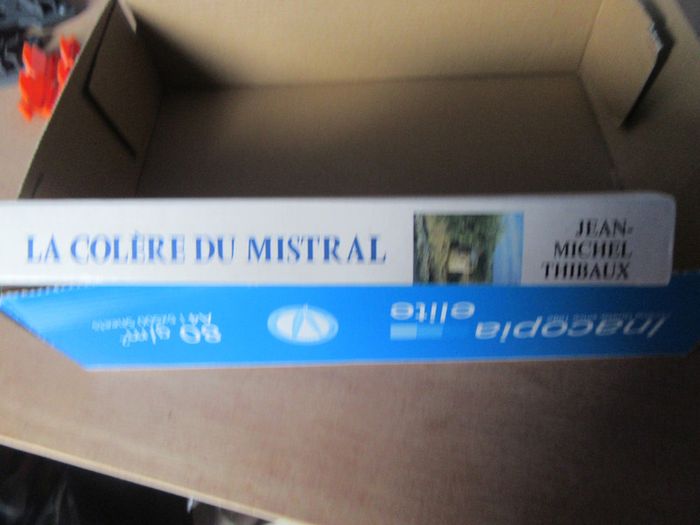 LA COLÈRE DU MISTRAL
JEAN-
MICHEL
THIBAUX
inacopia
elite
80 g/m²